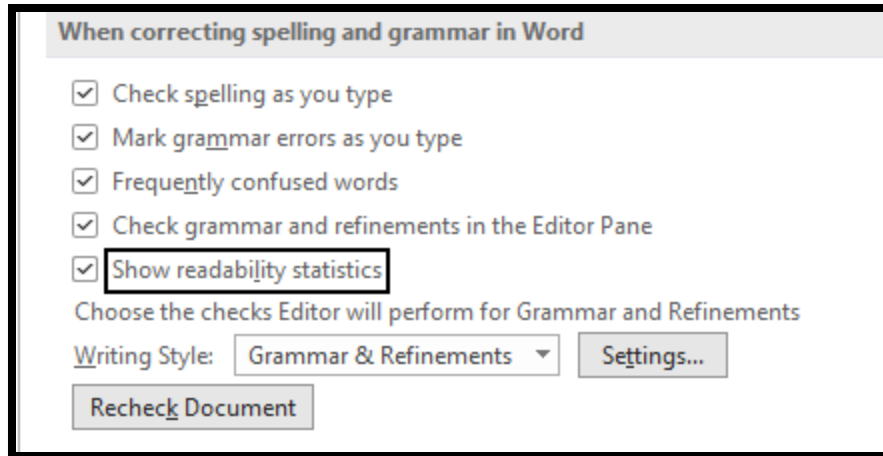 When correcting spelling and grammar in Word
Check spelling as you type
Mark grammar errors as you type
Frequently confused words
Check grammar and refinements in the Editor Pane
Show readability statistics
Choose the checks Editor will perform for Grammar and Refinements
Writing Style: Grammar & Refinements Settings...
Recheck Document